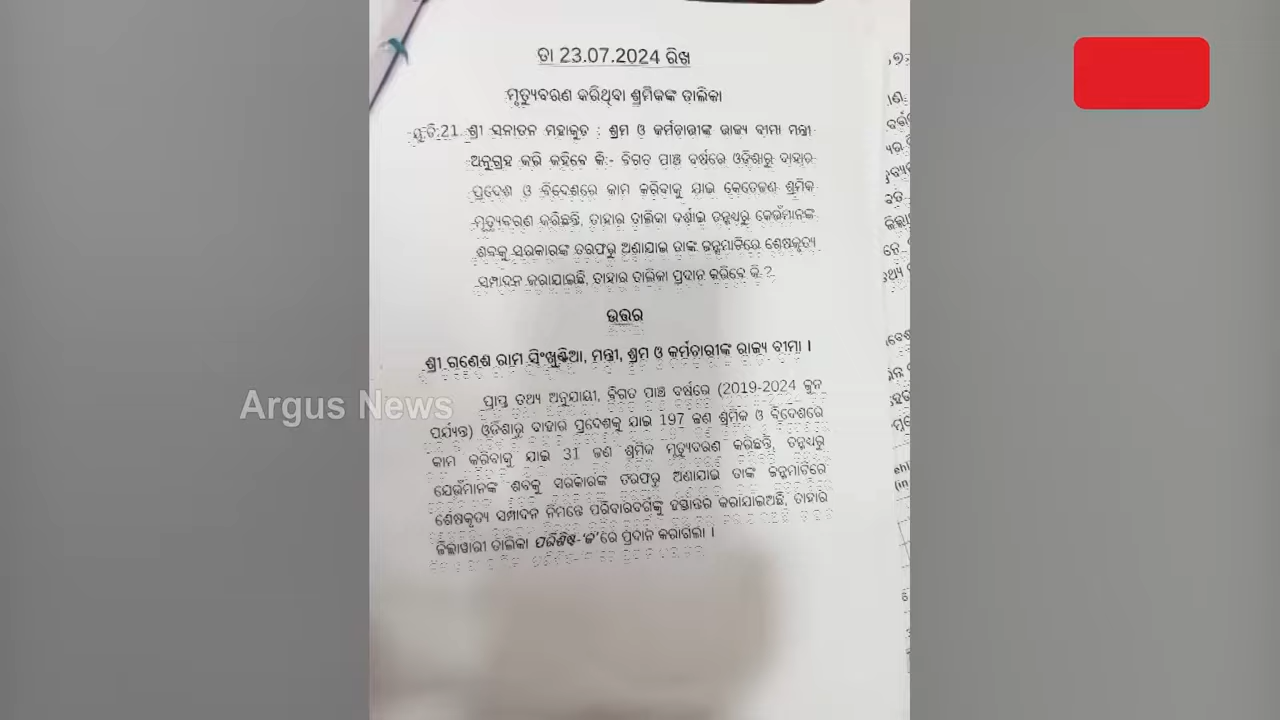 ତା 23.07.2024 ରିଖ
ମୃତ୍ୟୁବରଣ କରିଥିବା ଶ୍ରମିକଙ୍କ ତାଲିକା
ୟୁ.ଡି.21. ଶ୍ରୀ ସନାତନ ମହାକୁଡ : ଶ୍ରମ ଓ କର୍ମଚାରୀଙ୍କ ରାଜ୍ୟ ବୀମା ମନ୍ତ୍ରୀ
ଅନୁଗ୍ରହ କରି କହିବେ କି:- ବିଗତ ପାଞ୍ଚ ବର୍ଷରେ ଓଡ଼ିଶାରୁ ବାହାର
ପ୍ରଦେଶ ଓ ବିଦେଶରେ କାମ କରିବାକୁ ଯାଇ କେତେଜଣ ଶ୍ରମିକ
ମୃତ୍ୟୁବରଣ କରିଛନ୍ତି, ତାହାର ତାଲିକା ଦର୍ଶାଇ ତନ୍ମଧ୍ୟରୁ କେଉଁମାନଙ୍କ
ଶବକୁ ସରକାରଙ୍କ ତରଫରୁ ଅଣାଯାଇ ତାଙ୍କ ଜନ୍ମମାଟିରେ ଶେଷକୃତ୍ୟ
ସମ୍ପାଦନ କରାଯାଇଛି, ତାହାର ତାଲିକା ପ୍ରଦାନ କରିବେ କି ?
ଉତ୍ତର
ଶ୍ରୀ ଗଣେଶ ରାମ ସିଂଖୁଣ୍ଟିଆ, ମନ୍ତ୍ରୀ, ଶ୍ରମ ଓ କର୍ମଚାରୀଙ୍କ ରାଜ୍ୟ ବୀମା ।
ପ୍ରାପ୍ତ ତଥ୍ୟ ଅନୁଯାୟୀ, ବିଗତ ପାଞ୍ଚ ବର୍ଷରେ (2019-2024 ଜୁନ
ପର୍ଯ୍ୟନ୍ତ) ଓଡ଼ିଶାରୁ ବାହାର ପ୍ରଦେଶକୁ ଯାଇ 197 ଜଣ ଶ୍ରମିକ ଓ ବିଦେଶରେ
କାମ କରିବାକୁ ଯାଇ 31 ଜଣ ଶ୍ରମିକ ମୃତ୍ୟୁବରଣ କରିଛନ୍ତି, ତନ୍ମଧ୍ୟରୁ
ଯେଉଁମାନଙ୍କ ଶବକୁ ସରକାରଙ୍କ ତରଫରୁ ଅଣାଯାଇ ତାଙ୍କ ଜନ୍ମମାଟିରେ
ଶେଷକୃତ୍ୟ ସମ୍ପାଦନ ନିମନ୍ତେ ପରିବାରବର୍ଗଙ୍କୁ ହସ୍ତାନ୍ତର କରାଯାଇଅଛି, ତାହାର
ଜିଲ୍ଲାୱାରୀ ତାଲିକା ପରିଶିଷ୍ଟ-‘ଜ’ରେ ପ୍ରଦାନ କରାଗଲା ।
Argus News